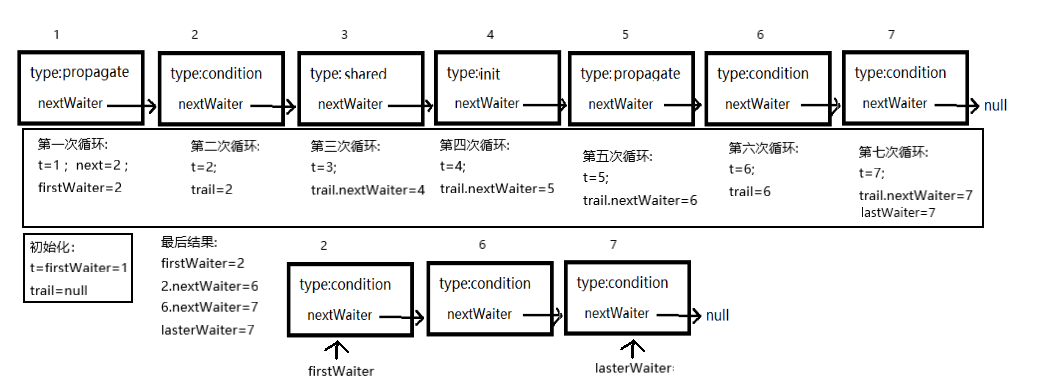 1 2 3 4 5 6 7
type:propagate type:condition type: shared type:init type: propagate type:condition type:condition
nextWaiter nextWaiter nextWaiter nextWaiter nextWaiter nextWaiter nextWaiter null
第一次循环:
t=1 ; next=2 ;
firstWaiter=2
第二次循环:
t=2;
trail=2
第三次循环:
t=3;
trail.nextWaiter=4
第四次循环:
t=4;
trail.nextWaiter=5
第五次循环:
t=5;
trail.nextWaiter=6
第六次循环:
t=6;
trail=6
第七次循环:
t=7;
trail.nextWaiter=7
lastWaiter=7
初始化:
t=firstWaiter=1
trail=null
最后结果:
firstWaiter=2
2.nextWaiter=6
6.nextWaiter=7
lasterWaiter=7
2 6 7
type:condition type:condition type:condition
nextWaiter nextWaiter nextWaiter null
firstWaiter lasterWaiter: